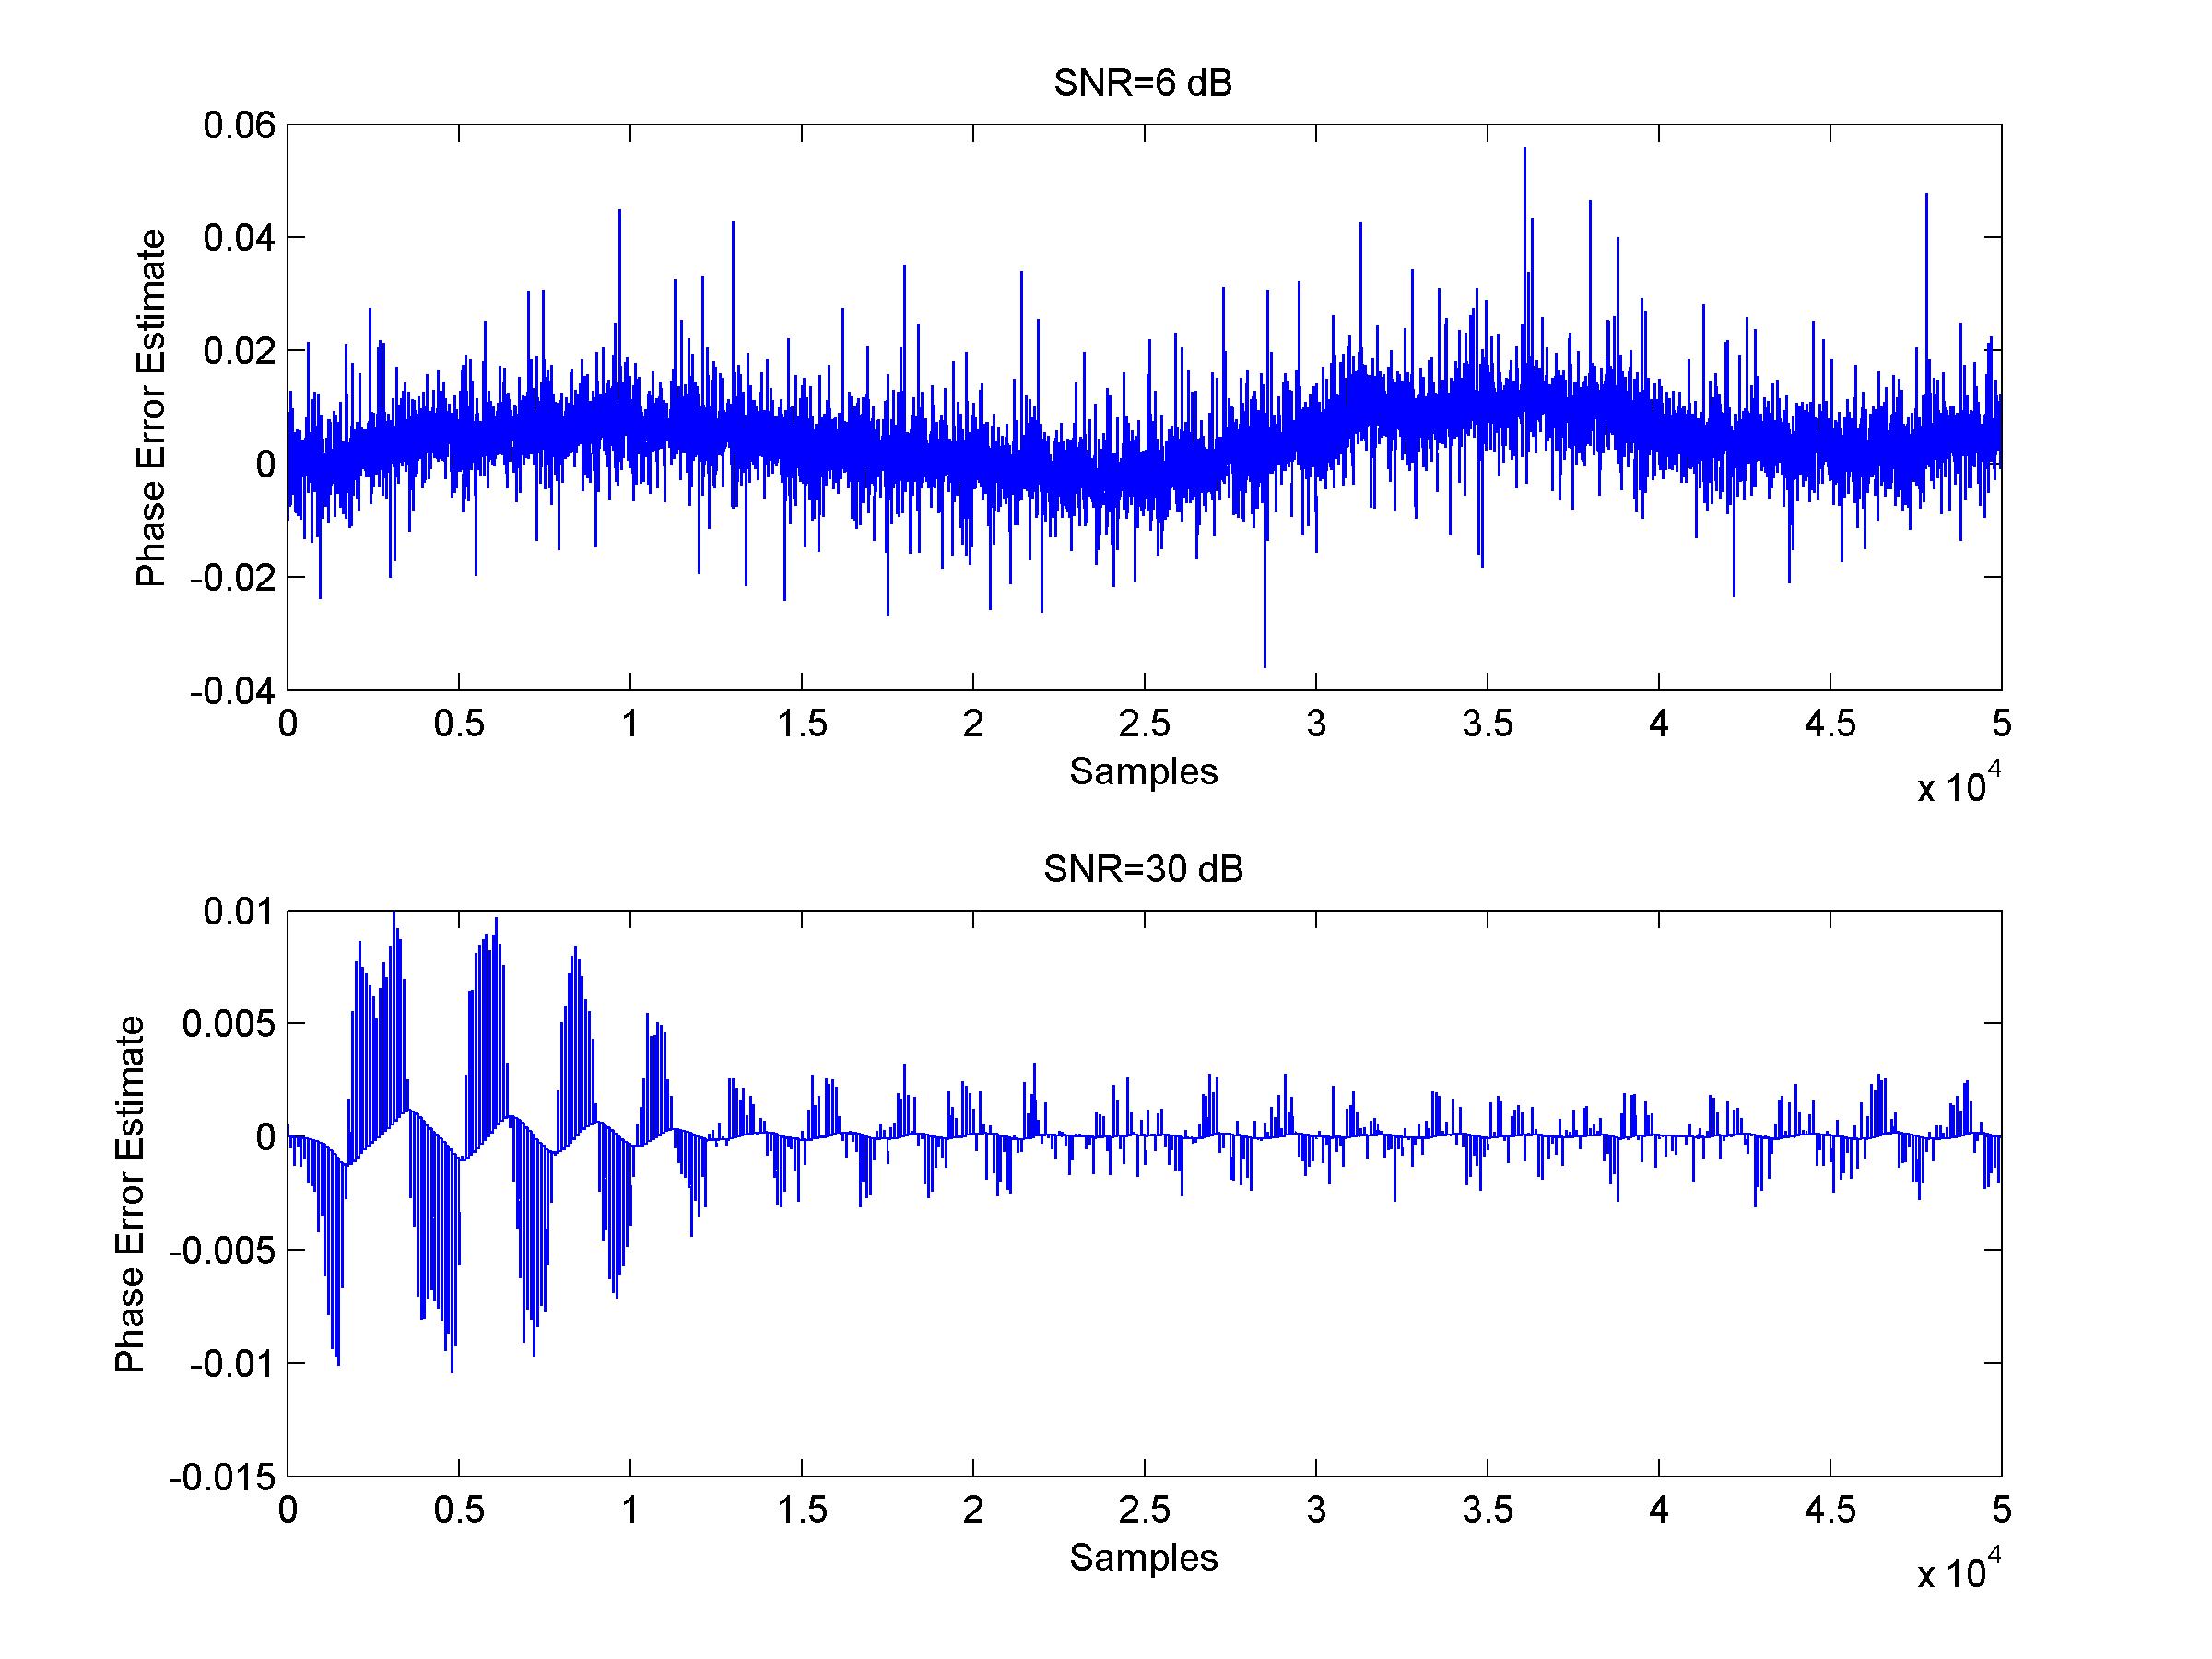 SNR=6 dB
0.06
0.04
0.02
0
-0.02
-0.04
Phase Error Estimate
0 0.5 1 1.5 2 2.5 3 3.5 4 4.5 5
Samples
x 10^4
SNR=30 dB
0.01
0.005
0
-0.005
-0.01
-0.015
Phase Error Estimate
0 0.5 1 1.5 2 2.5 3 3.5 4 4.5 5
Samples
x 10^4